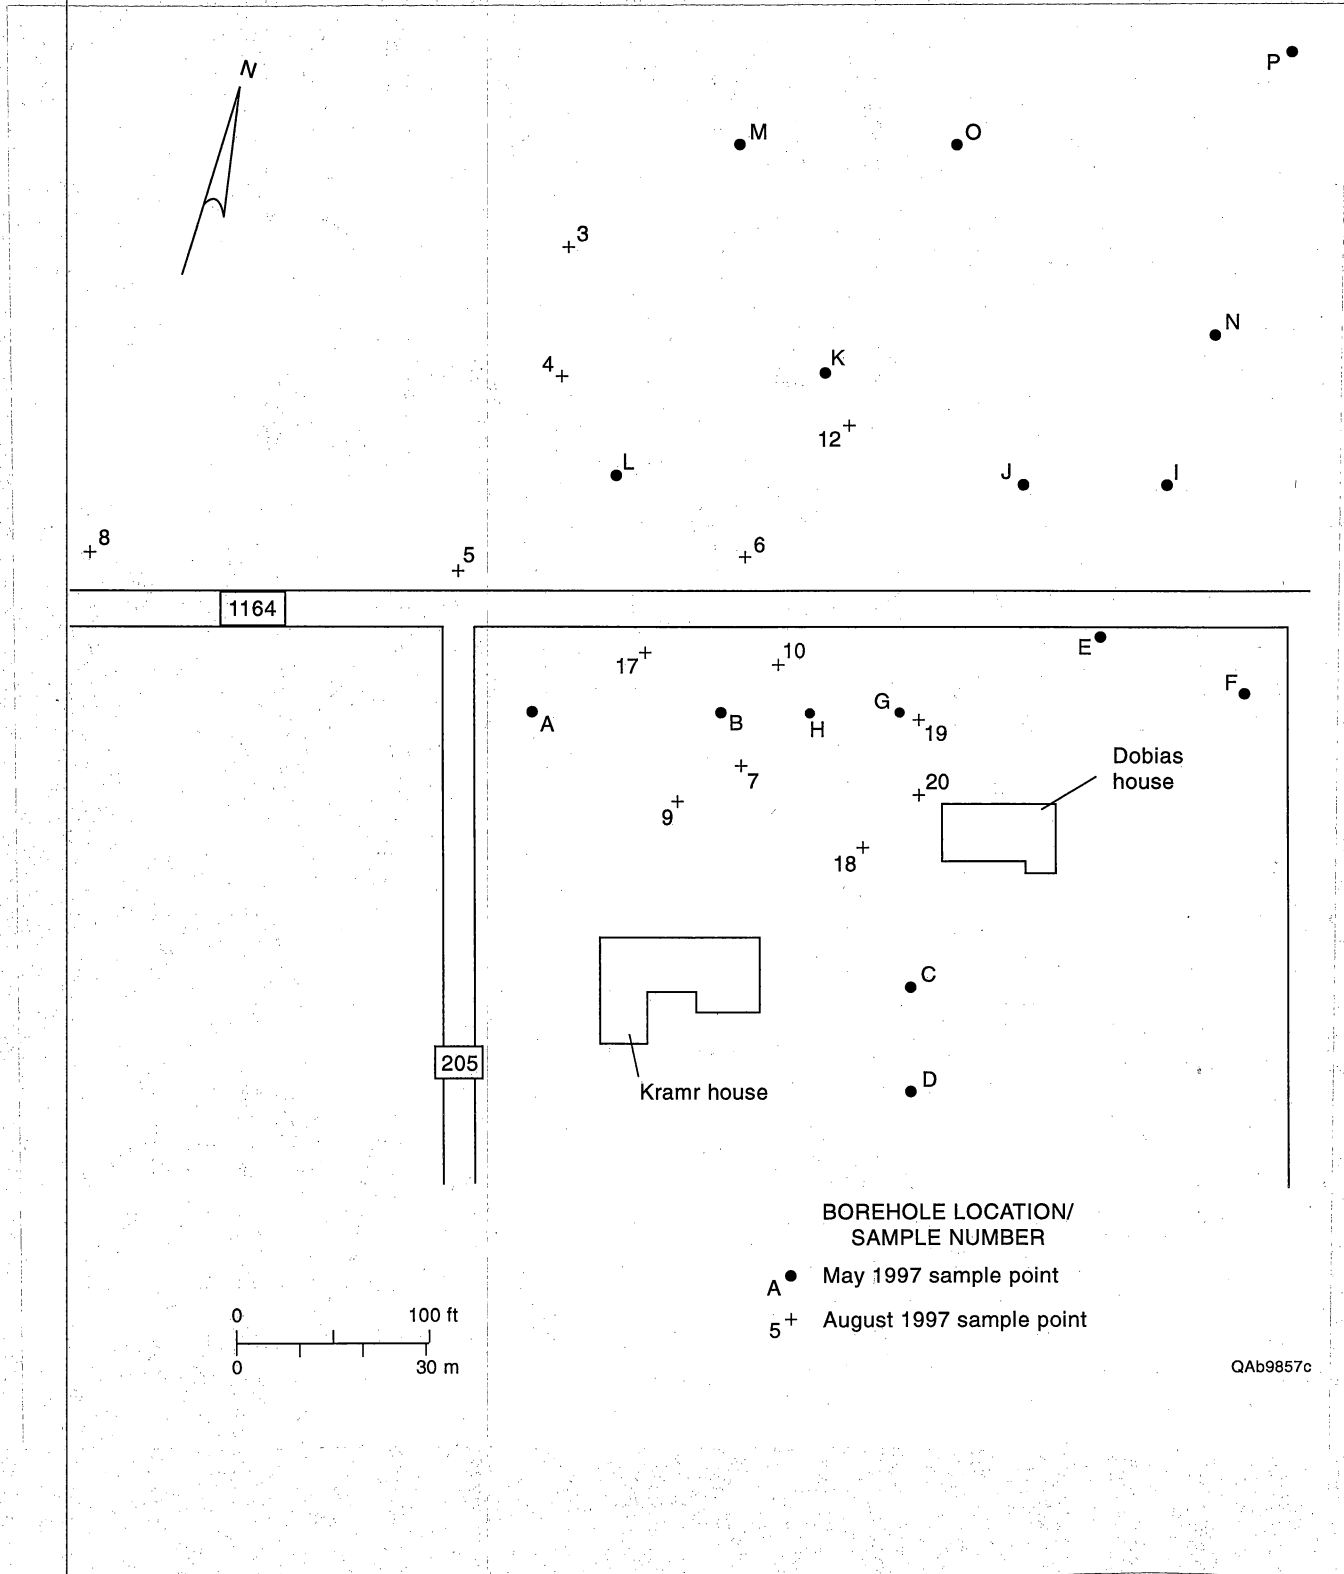 N
P
M
O
3
N
4
K
12
L
J
I
8
5
6
1164
17
10
E
F
A
B
H
G
19
7
Dobias
house
9
20
18
C
205
Kramr house
D
BOREHOLE LOCATION/
SAMPLE NUMBER
A May 1997 sample point
5 August 1997 sample point
0 100 ft
0 30 m
QAb9857c